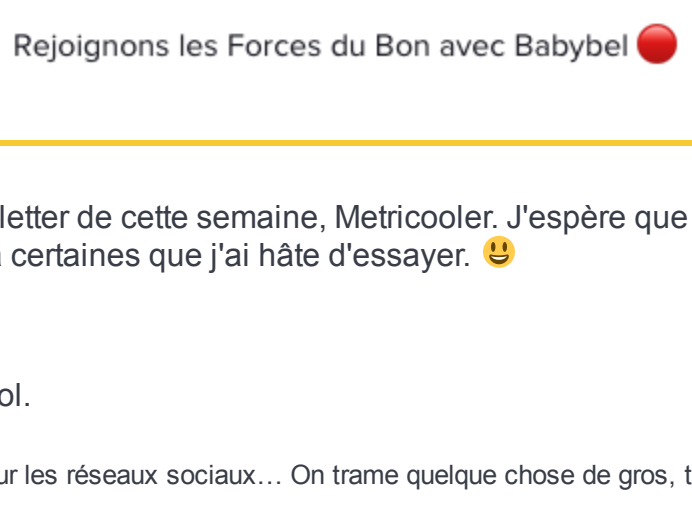 Rejoignons les Forces du Bon avec Babybel 🔴
letter de cette semaine, Metricooler. J'espère que
certaines que j'ai hâte d'essayer. 😃
ol.
ur les réseaux sociaux… On trame quelque chose de gros, t